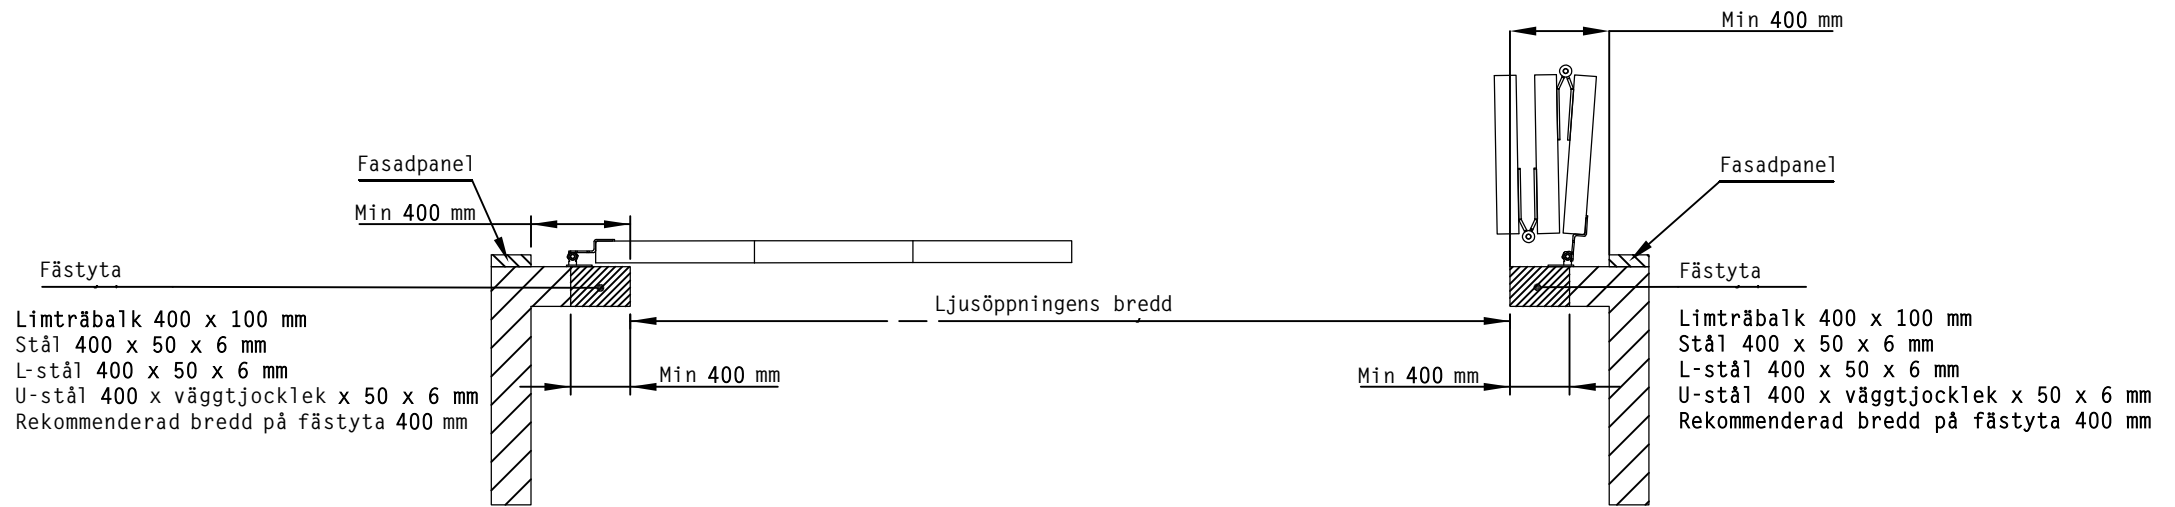 Min 400 mm
Fasadpanel
Min 400 mm
Fästyta
Limträbalk 400 x 100 mm
Stål 400 x 50 x 6 mm
L-stål 400 x 50 x 6 mm
U-stål 400 x väggtjocklek x 50 x 6 mm
Rekommenderad bredd på fästyta 400 mm
Ljusöppningens bredd
Min 400 mm
Min 400 mm
Fasadpanel
Fästyta
Limträbalk 400 x 100 mm
Stål 400 x 50 x 6 mm
L-stål 400 x 50 x 6 mm
U-stål 400 x väggtjocklek x 50 x 6 mm
Rekommenderad bredd på fästyta 400 mm